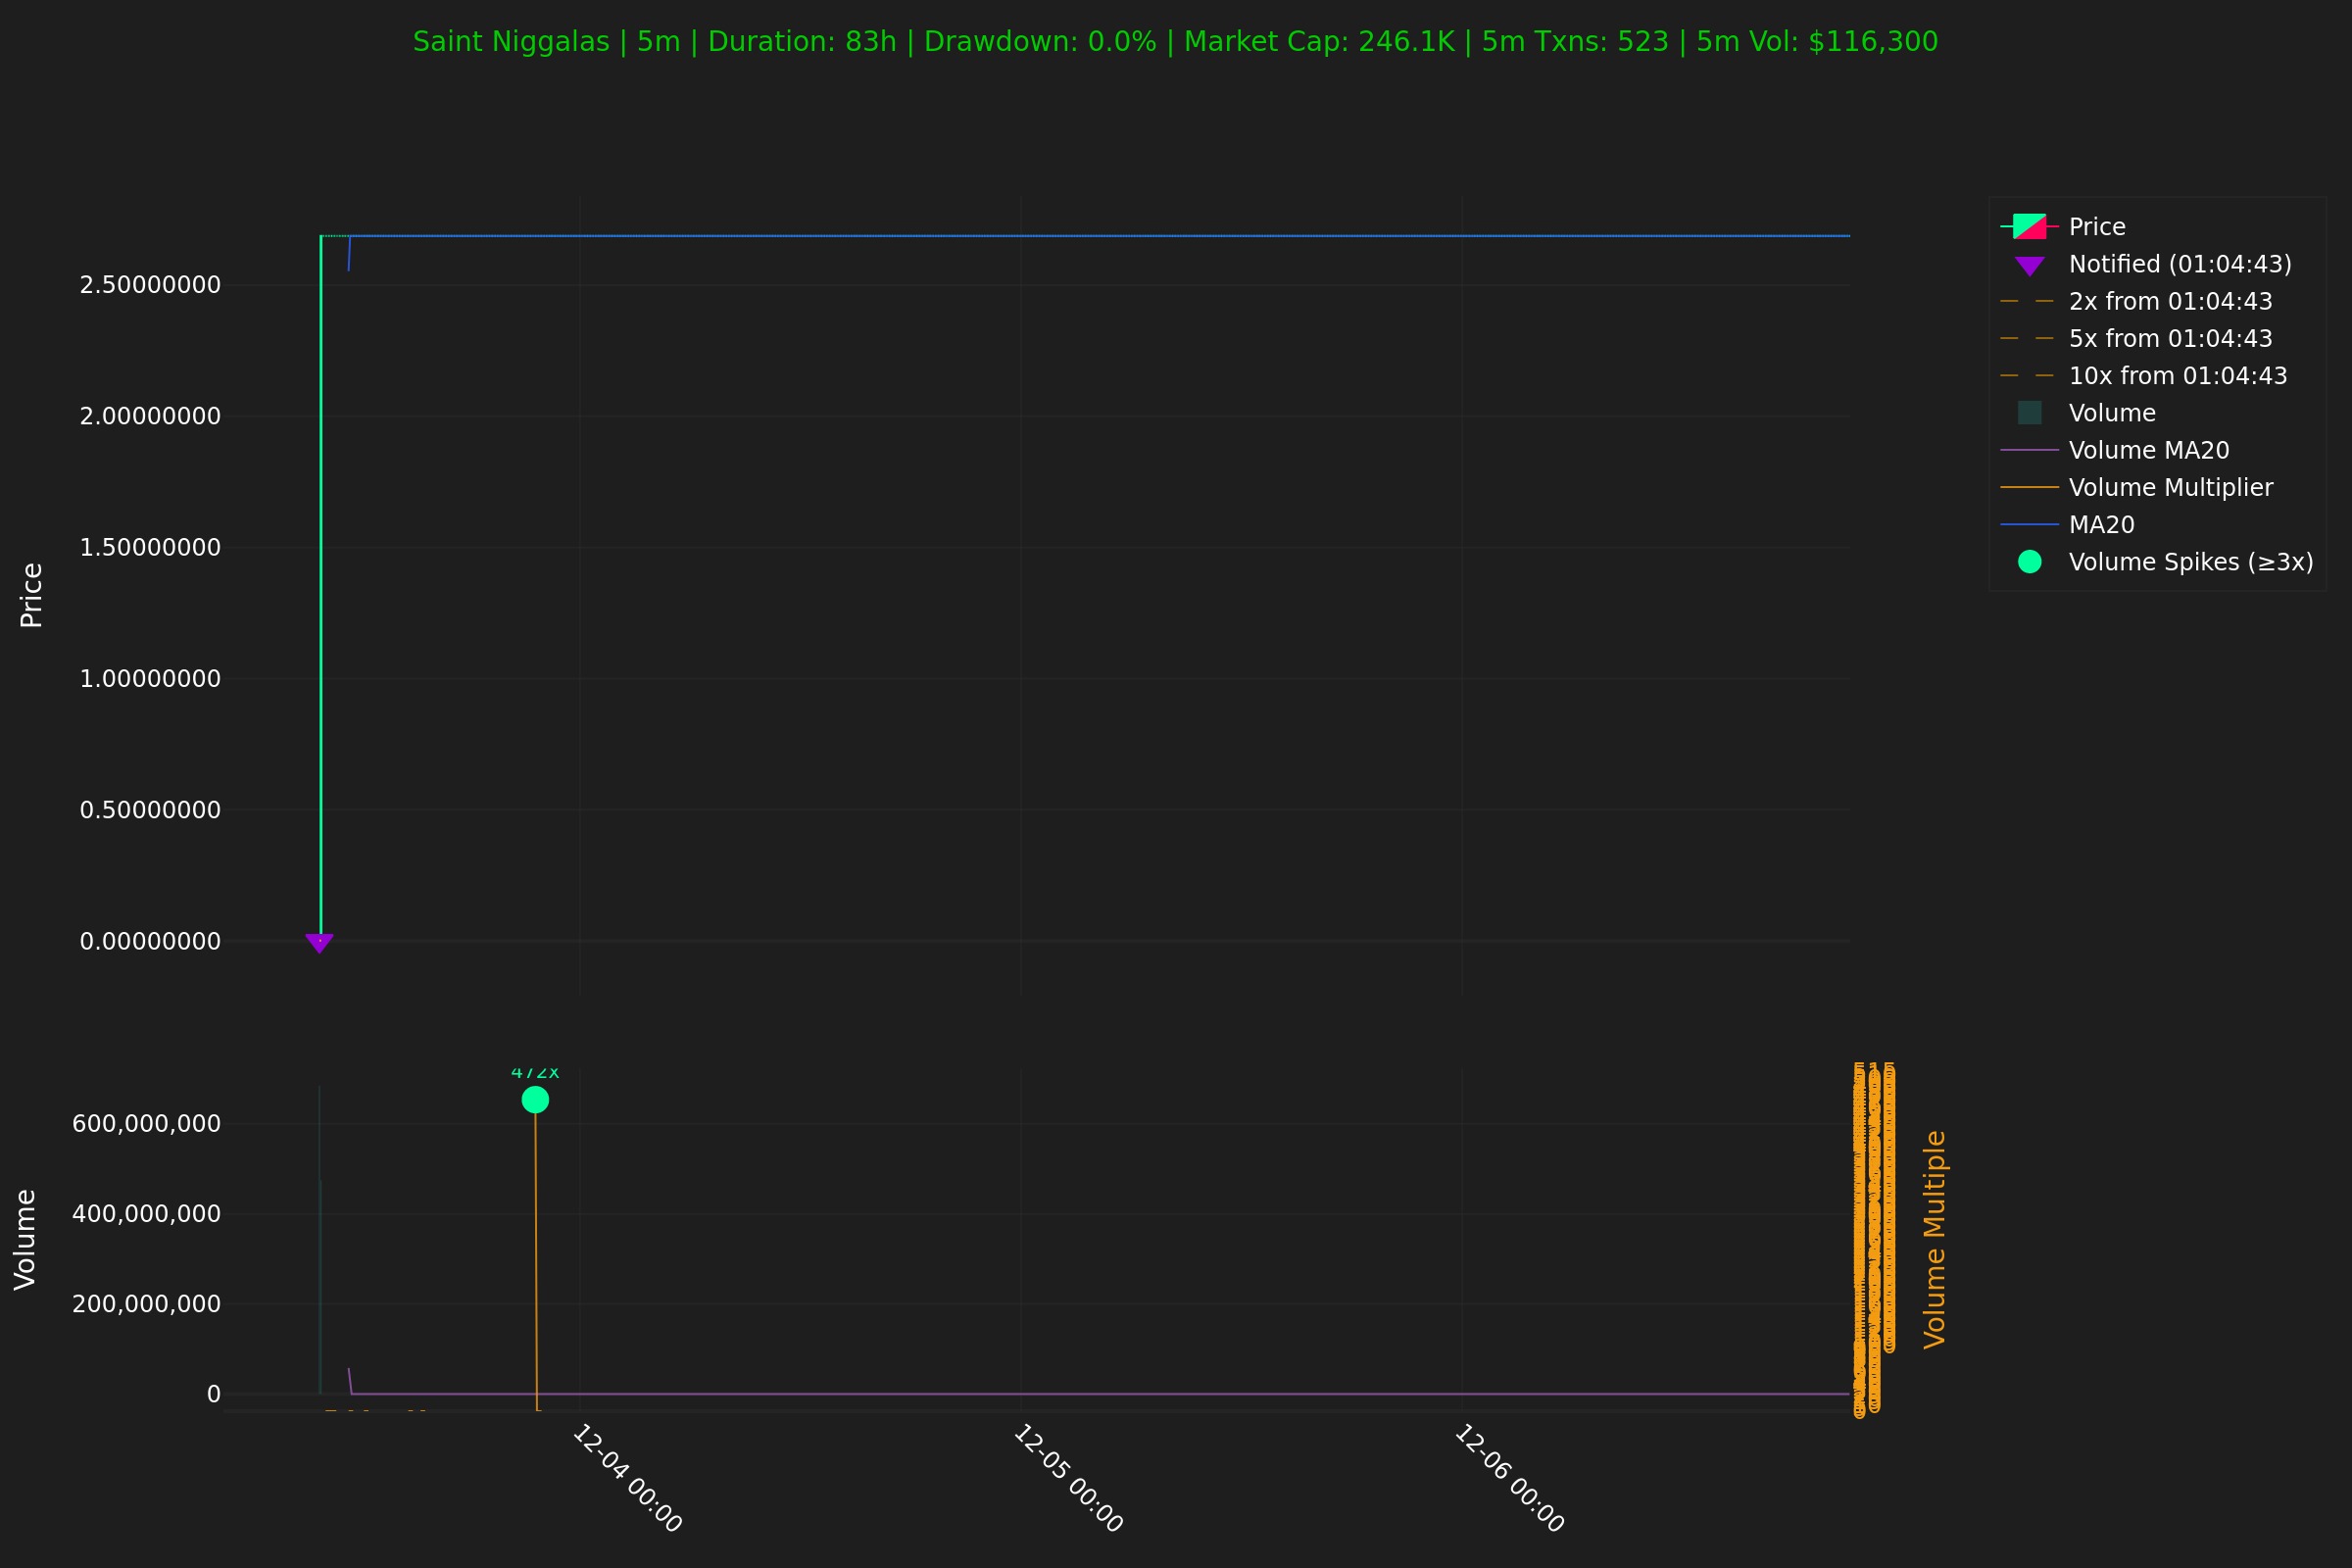 Saint Niggalas | 5m | Duration: 83h | Drawdown: 0.0% | Market Cap: 246.1K | 5m Txns: 523 | 5m Vol: $116,300
Price
2.50000000
2.00000000
1.50000000
1.00000000
0.50000000
0.00000000
Price
Notified (01:04:43)
2x from 01:04:43
5x from 01:04:43
10x from 01:04:43
Volume
Volume MA20
Volume Multiplier
MA20
Volume Spikes (≥3x)
472x
Volume
600,000,000
400,000,000
200,000,000
0
Volume Multiple
12-04 00:00
12-05 00:00
12-06 00:00